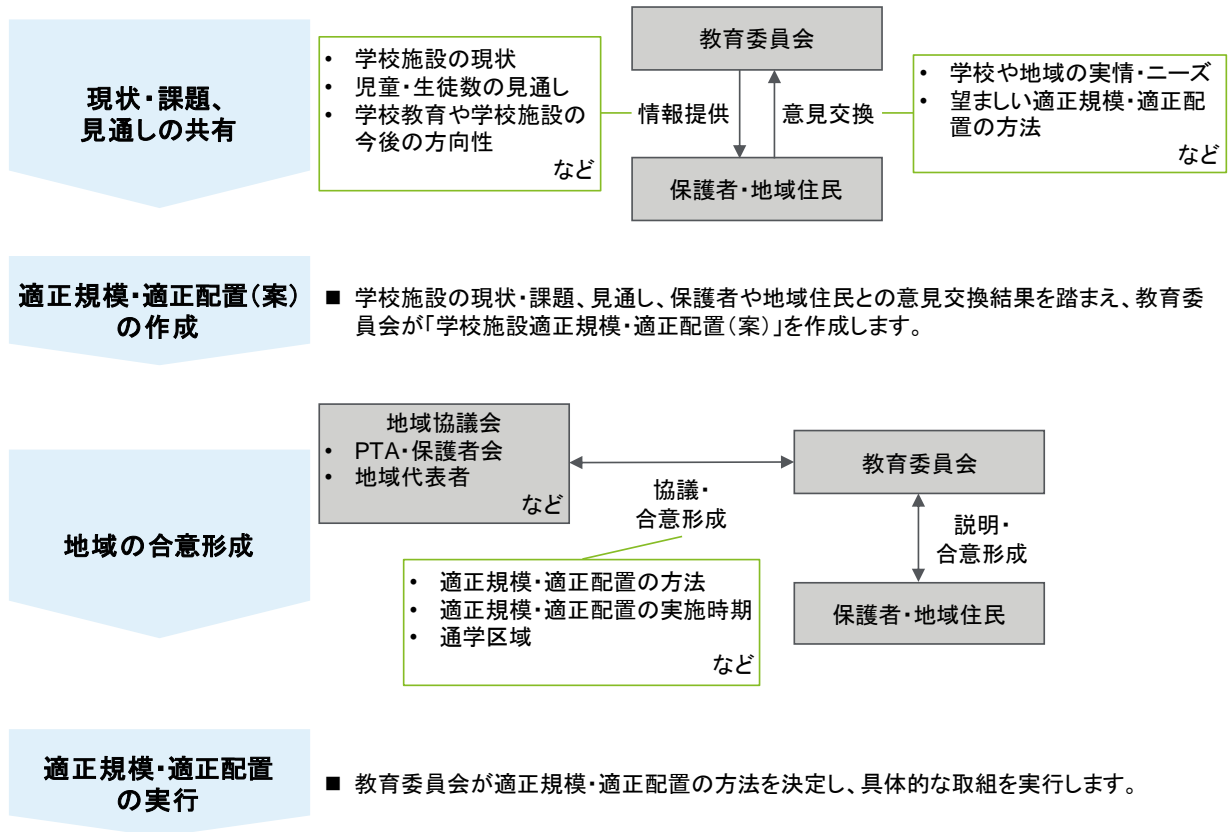 現状・課題、
見通しの共有
• 学校施設の現状
• 児童・生徒数の見通し
• 学校教育や学校施設の
今後の方向性
など
教育委員会
情報提供
意見交換
保護者・地域住民
• 学校や地域の実情・ニーズ
• 望ましい適正規模・適正配
置の方法
など
適正規模・適正配置（案）
の作成
■ 学校施設の現状・課題、見通し、保護者や地域住民との意見交換結果を踏まえ、教育委
員会が「学校施設適正規模・適正配置（案）」を作成します。
地域の合意形成
地域協議会
• PTA・保護者会
• 地域代表者
など
協議・
合意形成
• 適正規模・適正配置の方法
• 適正規模・適正配置の実施時期
• 通学区域
など
教育委員会
説明・
合意形成
保護者・地域住民
適正規模・適正配置
の実行
■ 教育委員会が適正規模・適正配置の方法を決定し、具体的な取組を実行します。